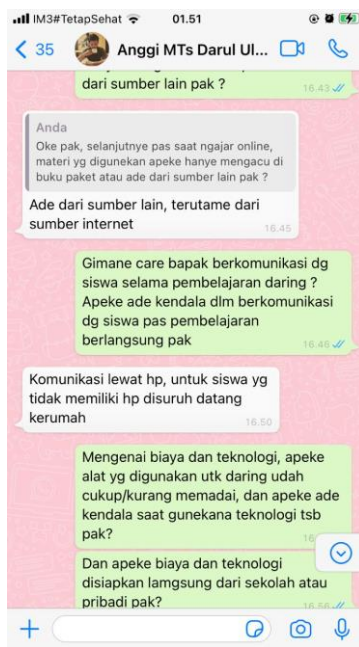 IM3#TetapSehat 01.51
35 Anggi MTs Darul Ul...
dari sumber lain pak ?
16.43
Anda
Oke pak, selanjutnye pas saat ngajar online,
materi yg digunekan apeke hanye mengacu di
buku paket atau ade dari sumber lain pak ?
Ade dari sumber lain, terutame dari
sumber internet
16.45
Gimane care bapak berkomunikasi dg
siswa selama pembelajaran daring ?
Apeke ade kendala dlm berkomunikasi
dg siswa pas pembelajaran
berlangsung pak
16.46
Komunikasi lewat hp, untuk siswa yg
tidak memiliki hp disuruh datang
kerumah
16.50
Mengenai biaya dan teknologi, apeke
alat yg digunakan utk daring udah
cukup/kurang memadai, dan apeke ade
kendala saat gunekana teknologi tsb
pak?
Dan apeke biaya dan teknologi
disiapkan lamgsung dari sekolah atau
pribadi pak?
16.56